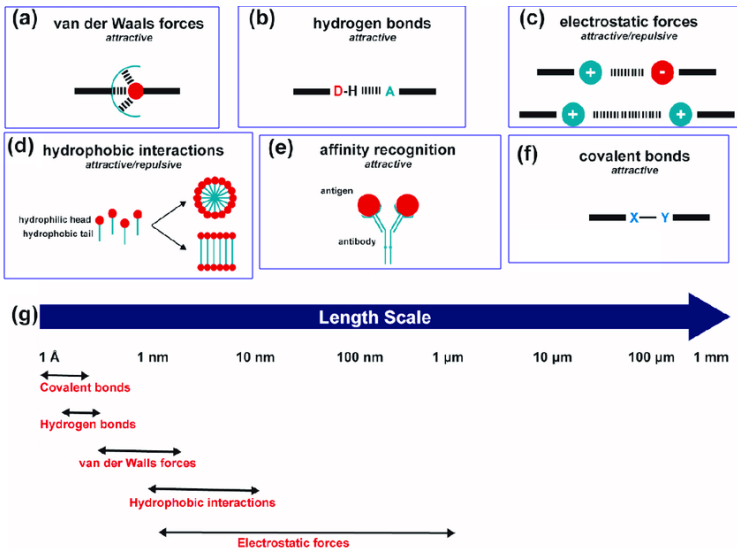 (a) van der Waals forces
attractive
(b) hydrogen bonds
attractive
D-H A
(c) electrostatic forces
attractive/repulsive
+ -
+ +
(d) hydrophobic interactions
attractive/repulsive
hydrophilic head
hydrophobic tail
(e) affinity recognition
attractive
antigen
antibody
(f) covalent bonds
attractive
X Y
(g) Length Scale
1 Å 1 nm 10 nm 100 nm 1 μm 10 μm 100 μm 1 mm
Covalent bonds
Hydrogen bonds
van der Walls forces
Hydrophobic interactions
Electrostatic forces